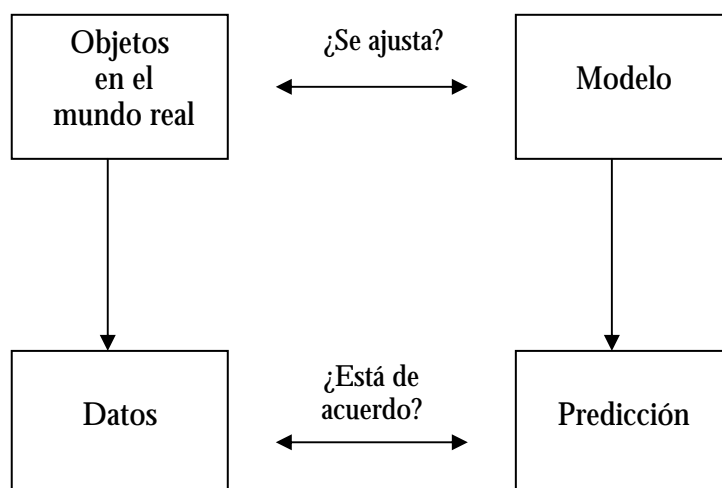 Objetos
en el
mundo real
¿Se ajusta?
Modelo
Datos
¿Está de
acuerdo?
Predicción